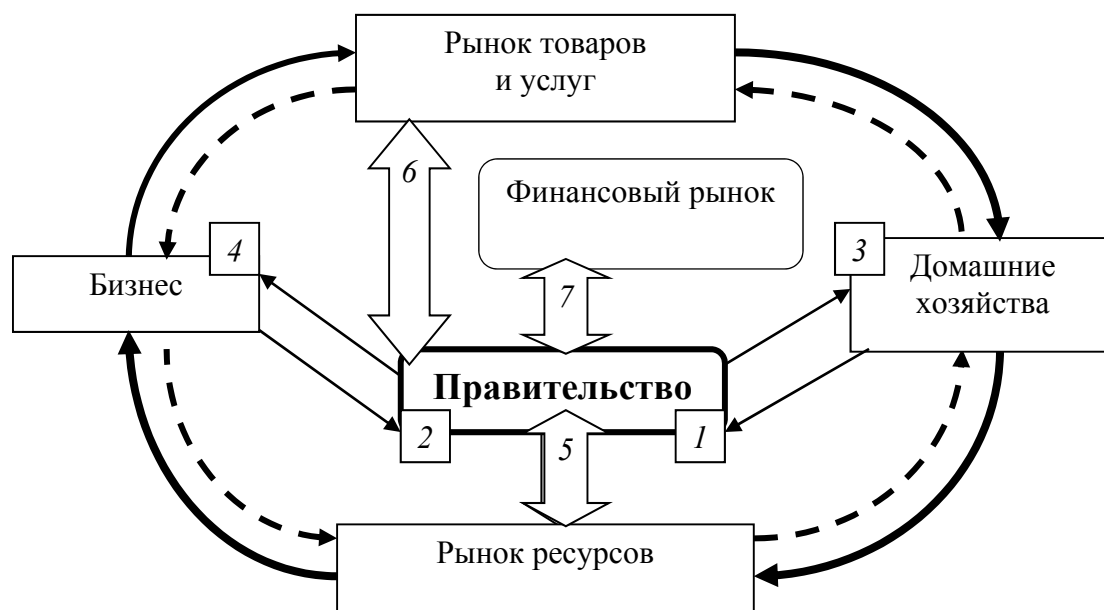 Рынок товаров
и услуг
6
Финансовый рынок
4
3
Бизнес
Домашние
хозяйства
7
Правительство
2
5
1
Рынок ресурсов